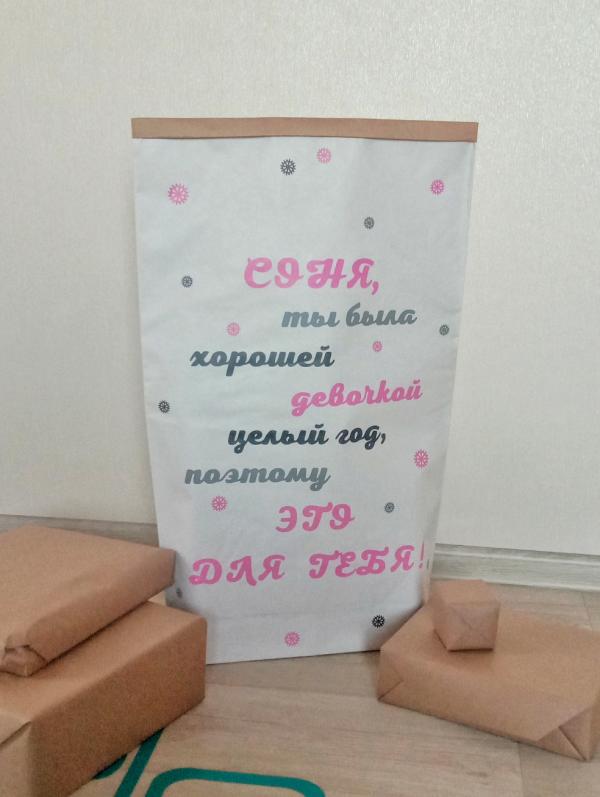 СОНЯ,
ты была
хорошей
девочкой
целый год,
поэтому
ЭТО
ДЛЯ ТЕБЯ!